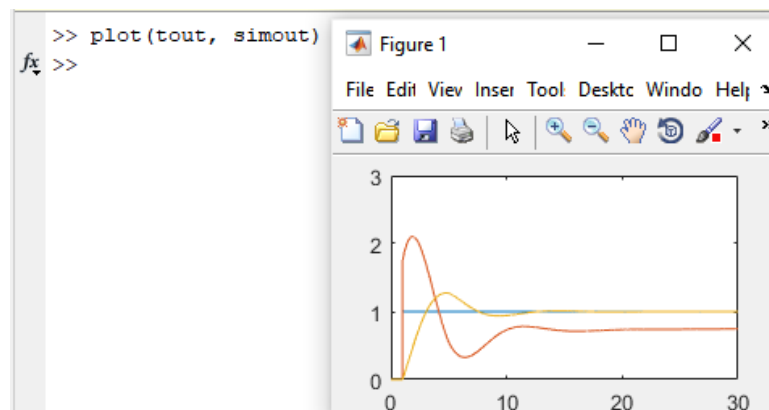 >> plot(tout, simout)
fx >>
Figure 1
File Edit Viev Inser Tool: Desktc Windo Help
3
2
1
0
0 10 20 30